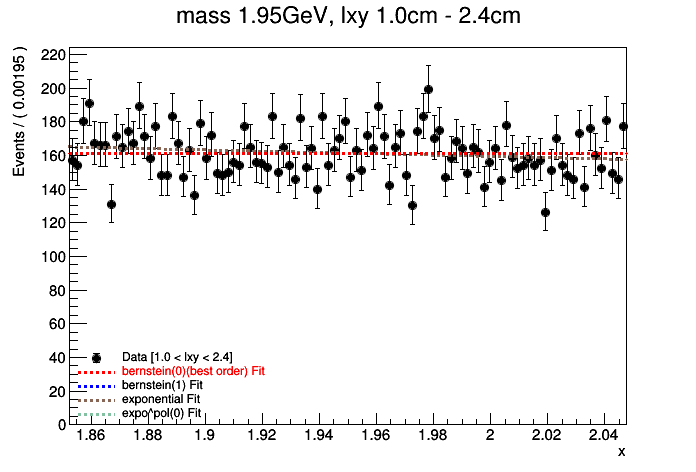 mass 1.95GeV, lxy 1.0cm - 2.4cm
Events / ( 0.00195 )
220
200
180
160
140
120
100
80
60
40
20
0
Data [1.0 < lxy < 2.4]
bernstein(0)(best order) Fit
bernstein(1) Fit
exponential Fit
expo^pol(0) Fit
1.86 1.88 1.9 1.92 1.94 1.96 1.98 2 2.02 2.04
x